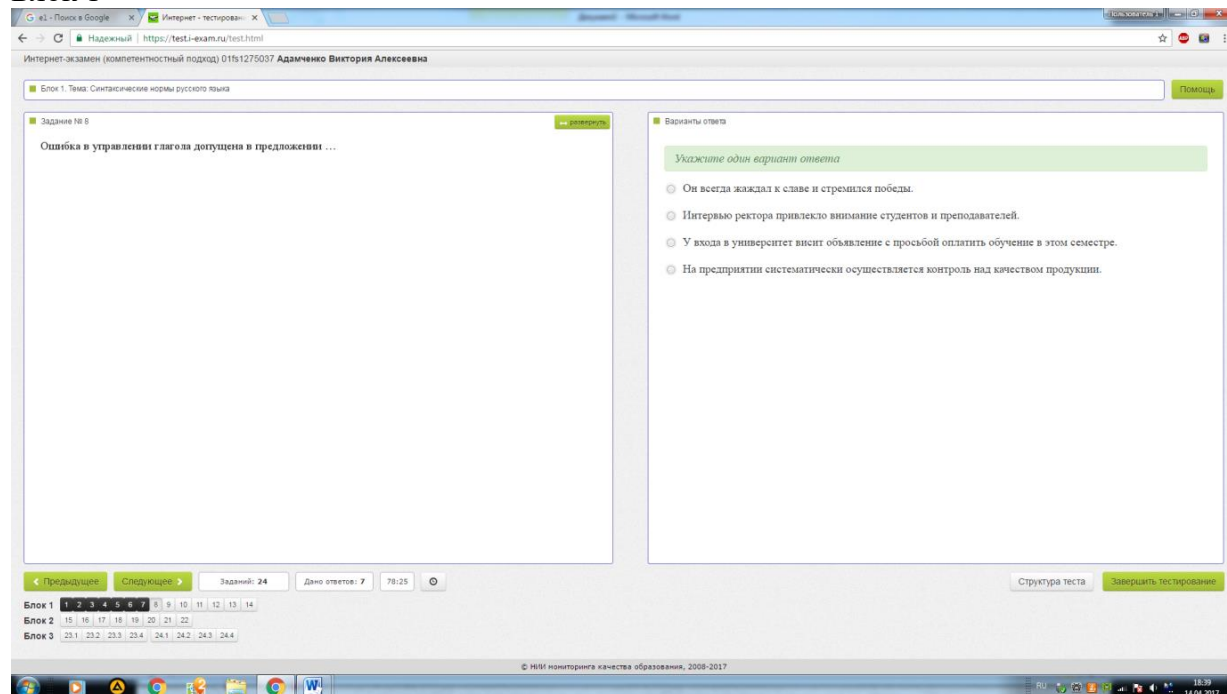 e1 - Поиск в Google
Интернет - тестирован
Надежный
https://test.i-exam.ru/test.html
Интернет-экзамен (компетентностный подход) 01fs1275037 Адамченко Виктория Алексеевна
Блок 1. Тема: Синтаксические нормы русского языка
Помощь
Задание № 8
развернуть
Ошибка в управлении глагола допущена в предложении …
Варианты ответа
Укажите один вариант ответа
Он всегда жаждал к славе и стремился победы.
Интервью ректора привлекло внимание студентов и преподавателей.
У входа в университет висит объявление с просьбой оплатить обучение в этом семестре.
На предприятии систематически осуществляется контроль над качеством продукции.
Предыдущее Следующее Заданий: 24 Дано ответов: 7 78:25
Структура теста Завершить тестирование
Блок 1 1 2 3 4 5 6 7 8 9 10 11 12 13 14
Блок 2 15 16 17 18 19 20 21 22
Блок 3 23.1 23.2 23.3 23.4 24.1 24.2 24.3 24.4
© НИИ мониторинга качества образования, 2008-2017
RU 18:39
14.04.2017